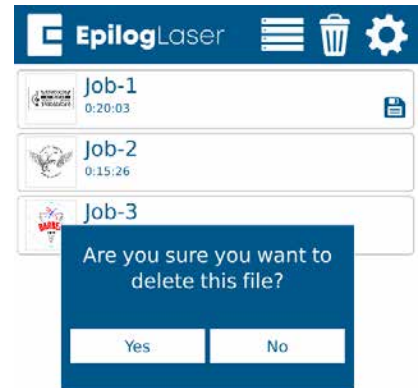 EpilogLaser
Job-1
0:20:03
Job-2
0:15:26
Job-3
Are you sure you want to
delete this file?
Yes
No